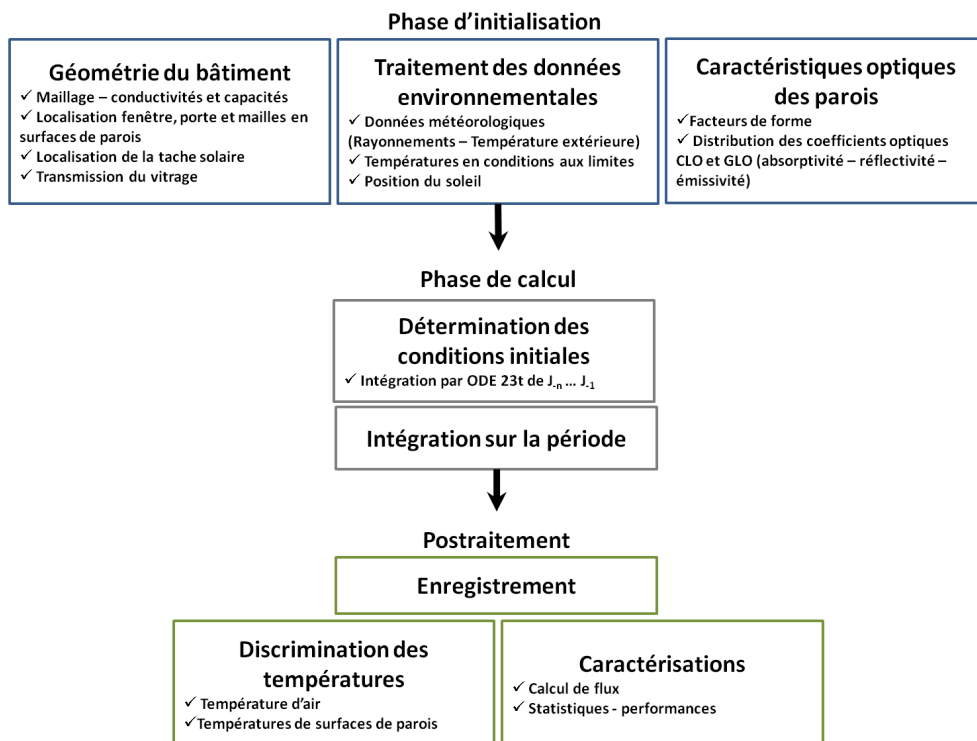 Phase d'initialisation
Géométrie du bâtiment
✓ Maillage – conductivités et capacités
✓ Localisation fenêtre, porte et mailles en
surfaces de parois
✓ Localisation de la tache solaire
✓ Transmission du vitrage
Traitement des données
environnementales
✓ Données météorologiques
(Rayonnements – Température extérieure)
✓ Températures en conditions aux limites
✓ Position du soleil
Caractéristiques optiques
des parois
✓Facteurs de forme
✓ Distribution des coefficients optiques
CLO et GLO (absorptivité – réflectivité –
émissivité)
Phase de calcul
Détermination des
conditions initiales
✓ Intégration par ODE 23t de J-n ... J-1
Intégration sur la période
Postraitement
Enregistrement
Discrimination des
températures
✓ Température d'air
✓Températures de surfaces de parois
Caractérisations
✓ Calcul de flux
✓ Statistiques - performances